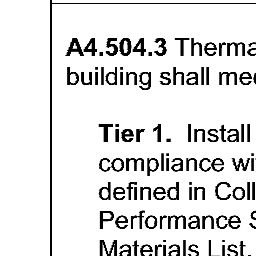 A4.504.3 Therma
building shall mee
Tier 1. Install
compliance wi
defined in Coll
Performance S
Materials List.